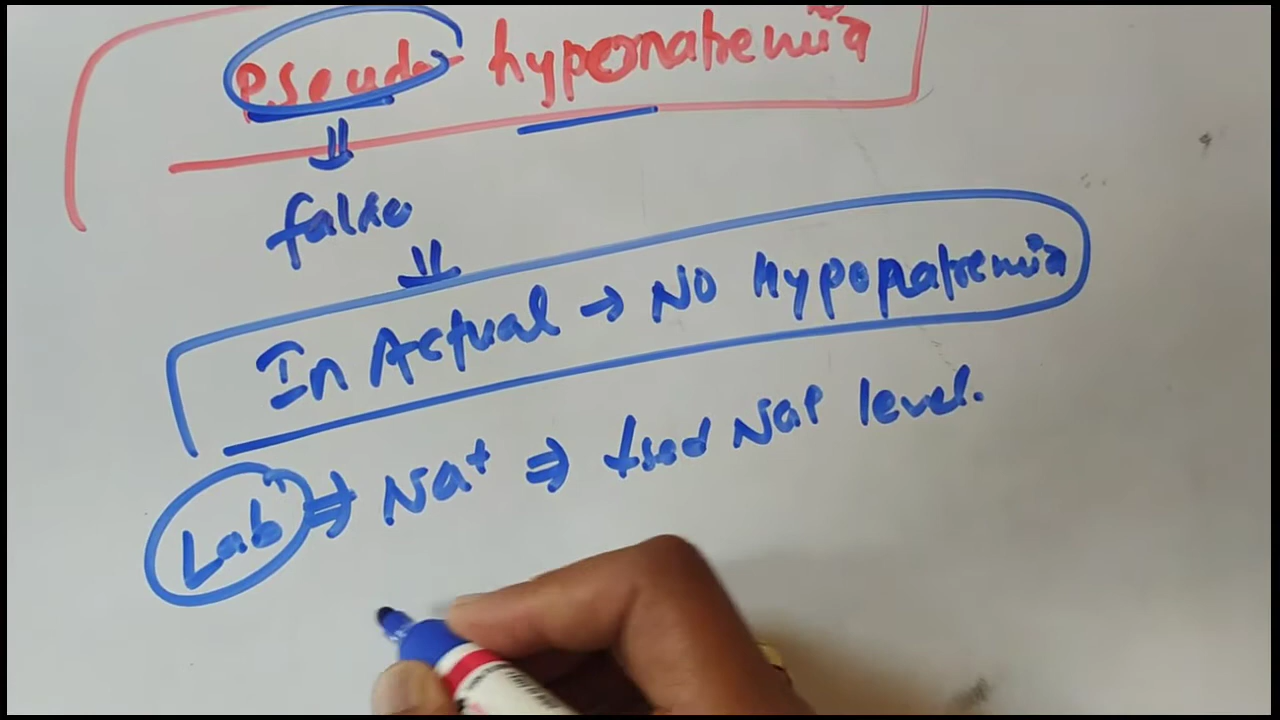 Pseudo hyponatremia
false
In Actual → No Hyponatremia
Lab" ⇒ Na+ ⇒ ↓sed Na+ level.